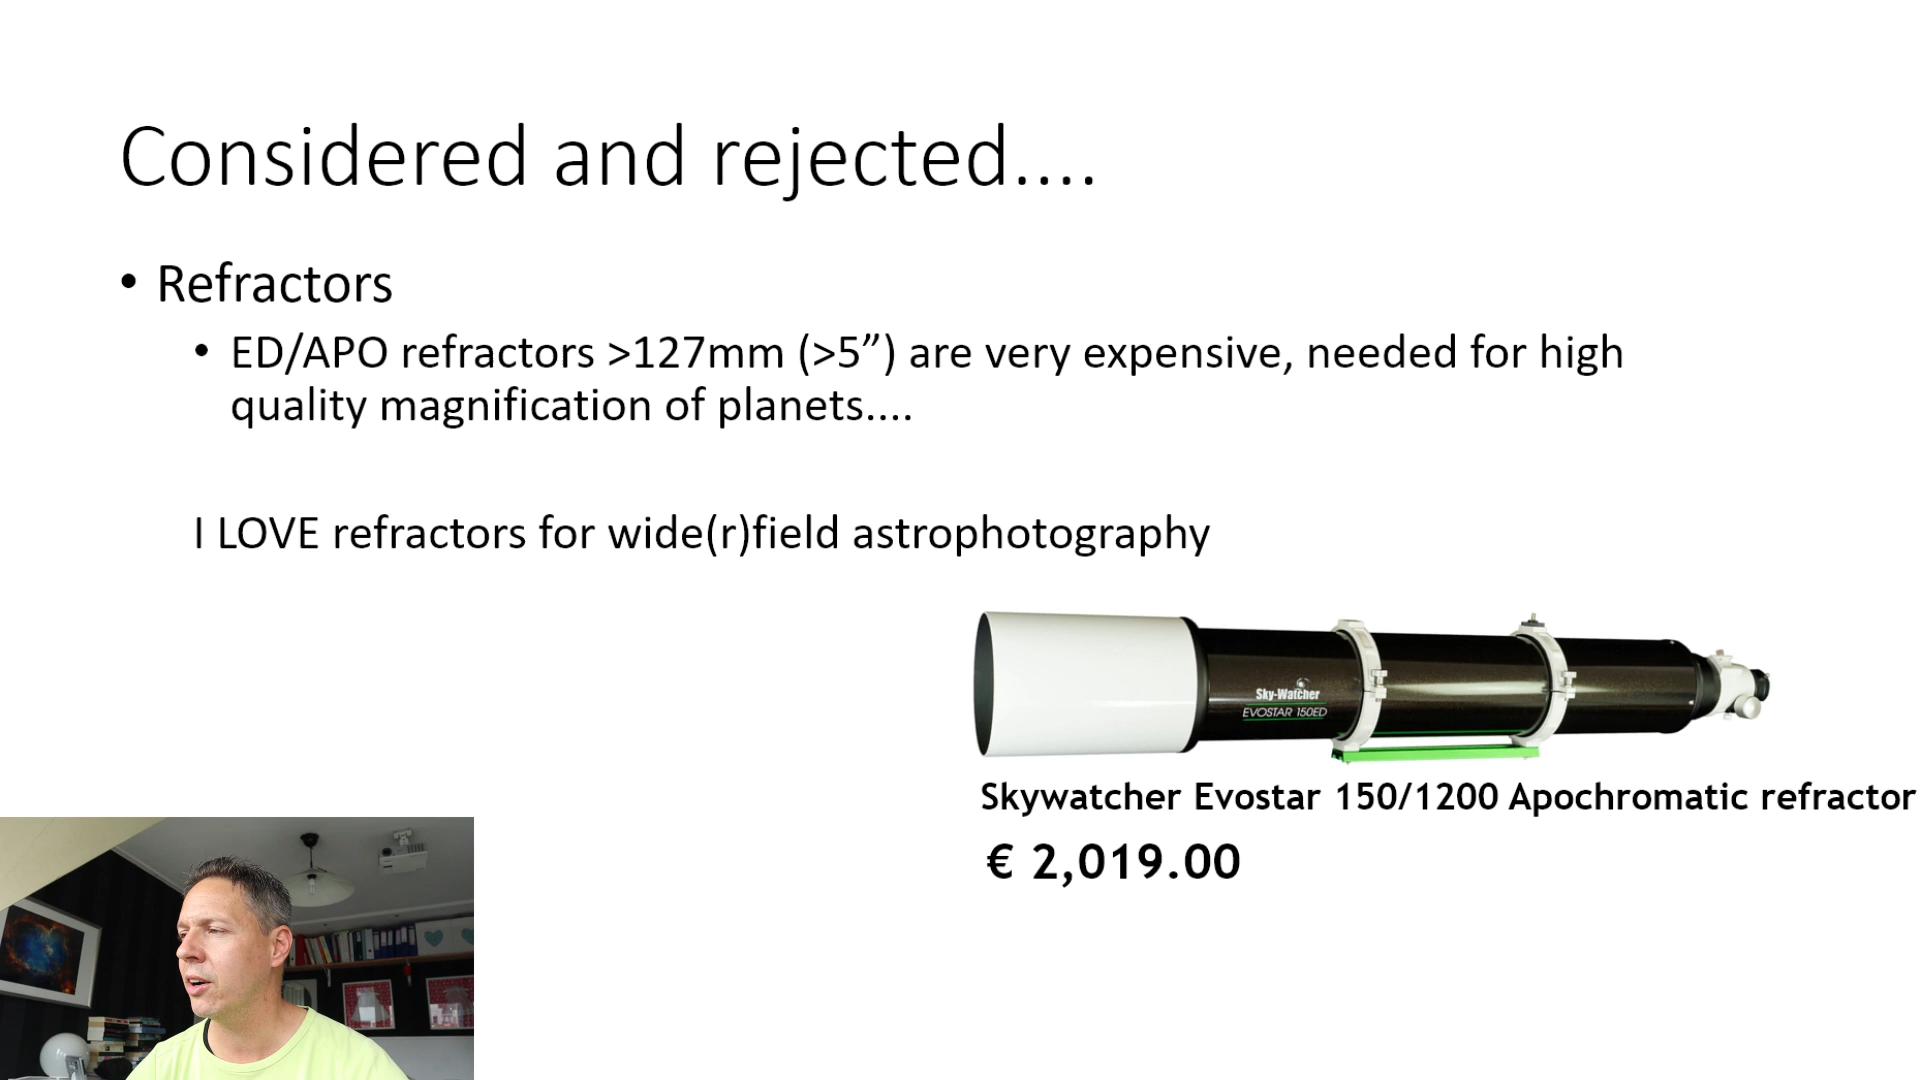 Considered and rejected....
• Refractors
• ED/APO refractors >127mm (>5”) are very expensive, needed for high
quality magnification of planets....
I LOVE refractors for wide(r)field astrophotography
Sky-Watcher
EVOSTAR 150ED
Skywatcher Evostar 150/1200 Apochromatic refractor
€ 2,019.00